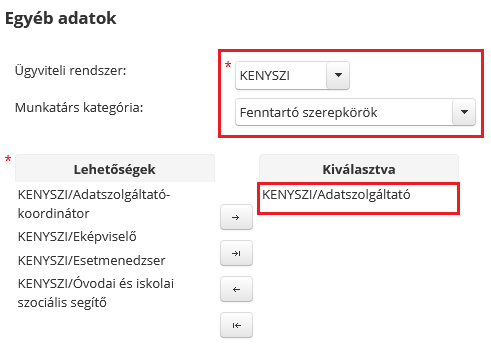 Egyéb adatok
Ügyviteli rendszer:
* KENYSZI
Munkatárs kategória:
Fenntartó szerepkörök
*
Lehetőségek
Kiválasztva
KENYSZI/Adatszolgáltató-
koordinátor
KENYSZI/Eképviselő
KENYSZI/Esetmenedzser
KENYSZI/Óvodai és iskolai
szociális segítő
KENYSZI/Adatszolgáltató